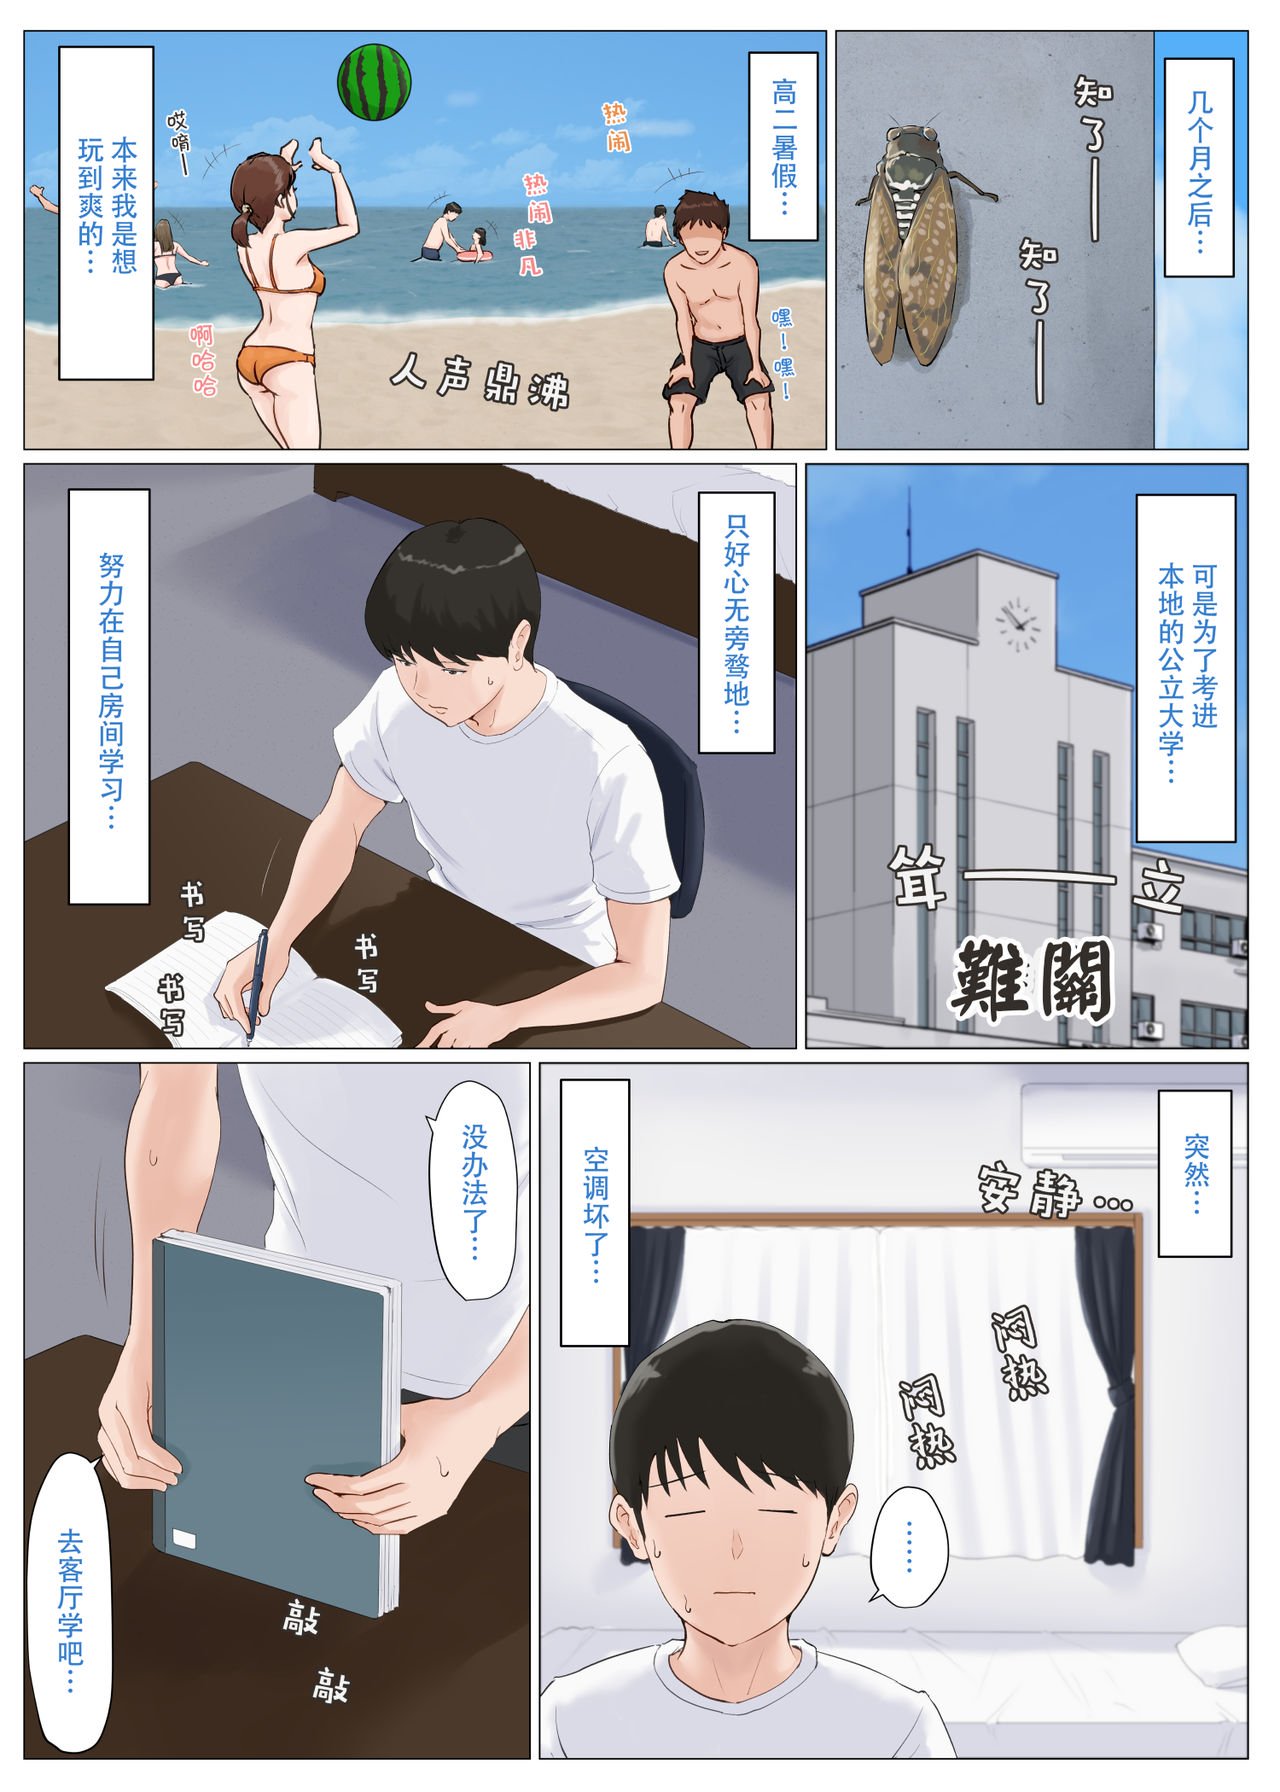 几个月之后…
知了——
知了——
高二暑假…
热闹
热闹非凡
嘿！嘿！
人声鼎沸
哎唷—
啊哈哈
本来我是想
玩到爽的…
可是为了考进
本地的公立大学…
耸——立
難關
只好心无旁骛地…
努力在自己房间学习…
书写
书写
书写
突然…
安静…
闷热
闷热
……
空调坏了…
没办法了…
敲
敲
去客厅学吧…